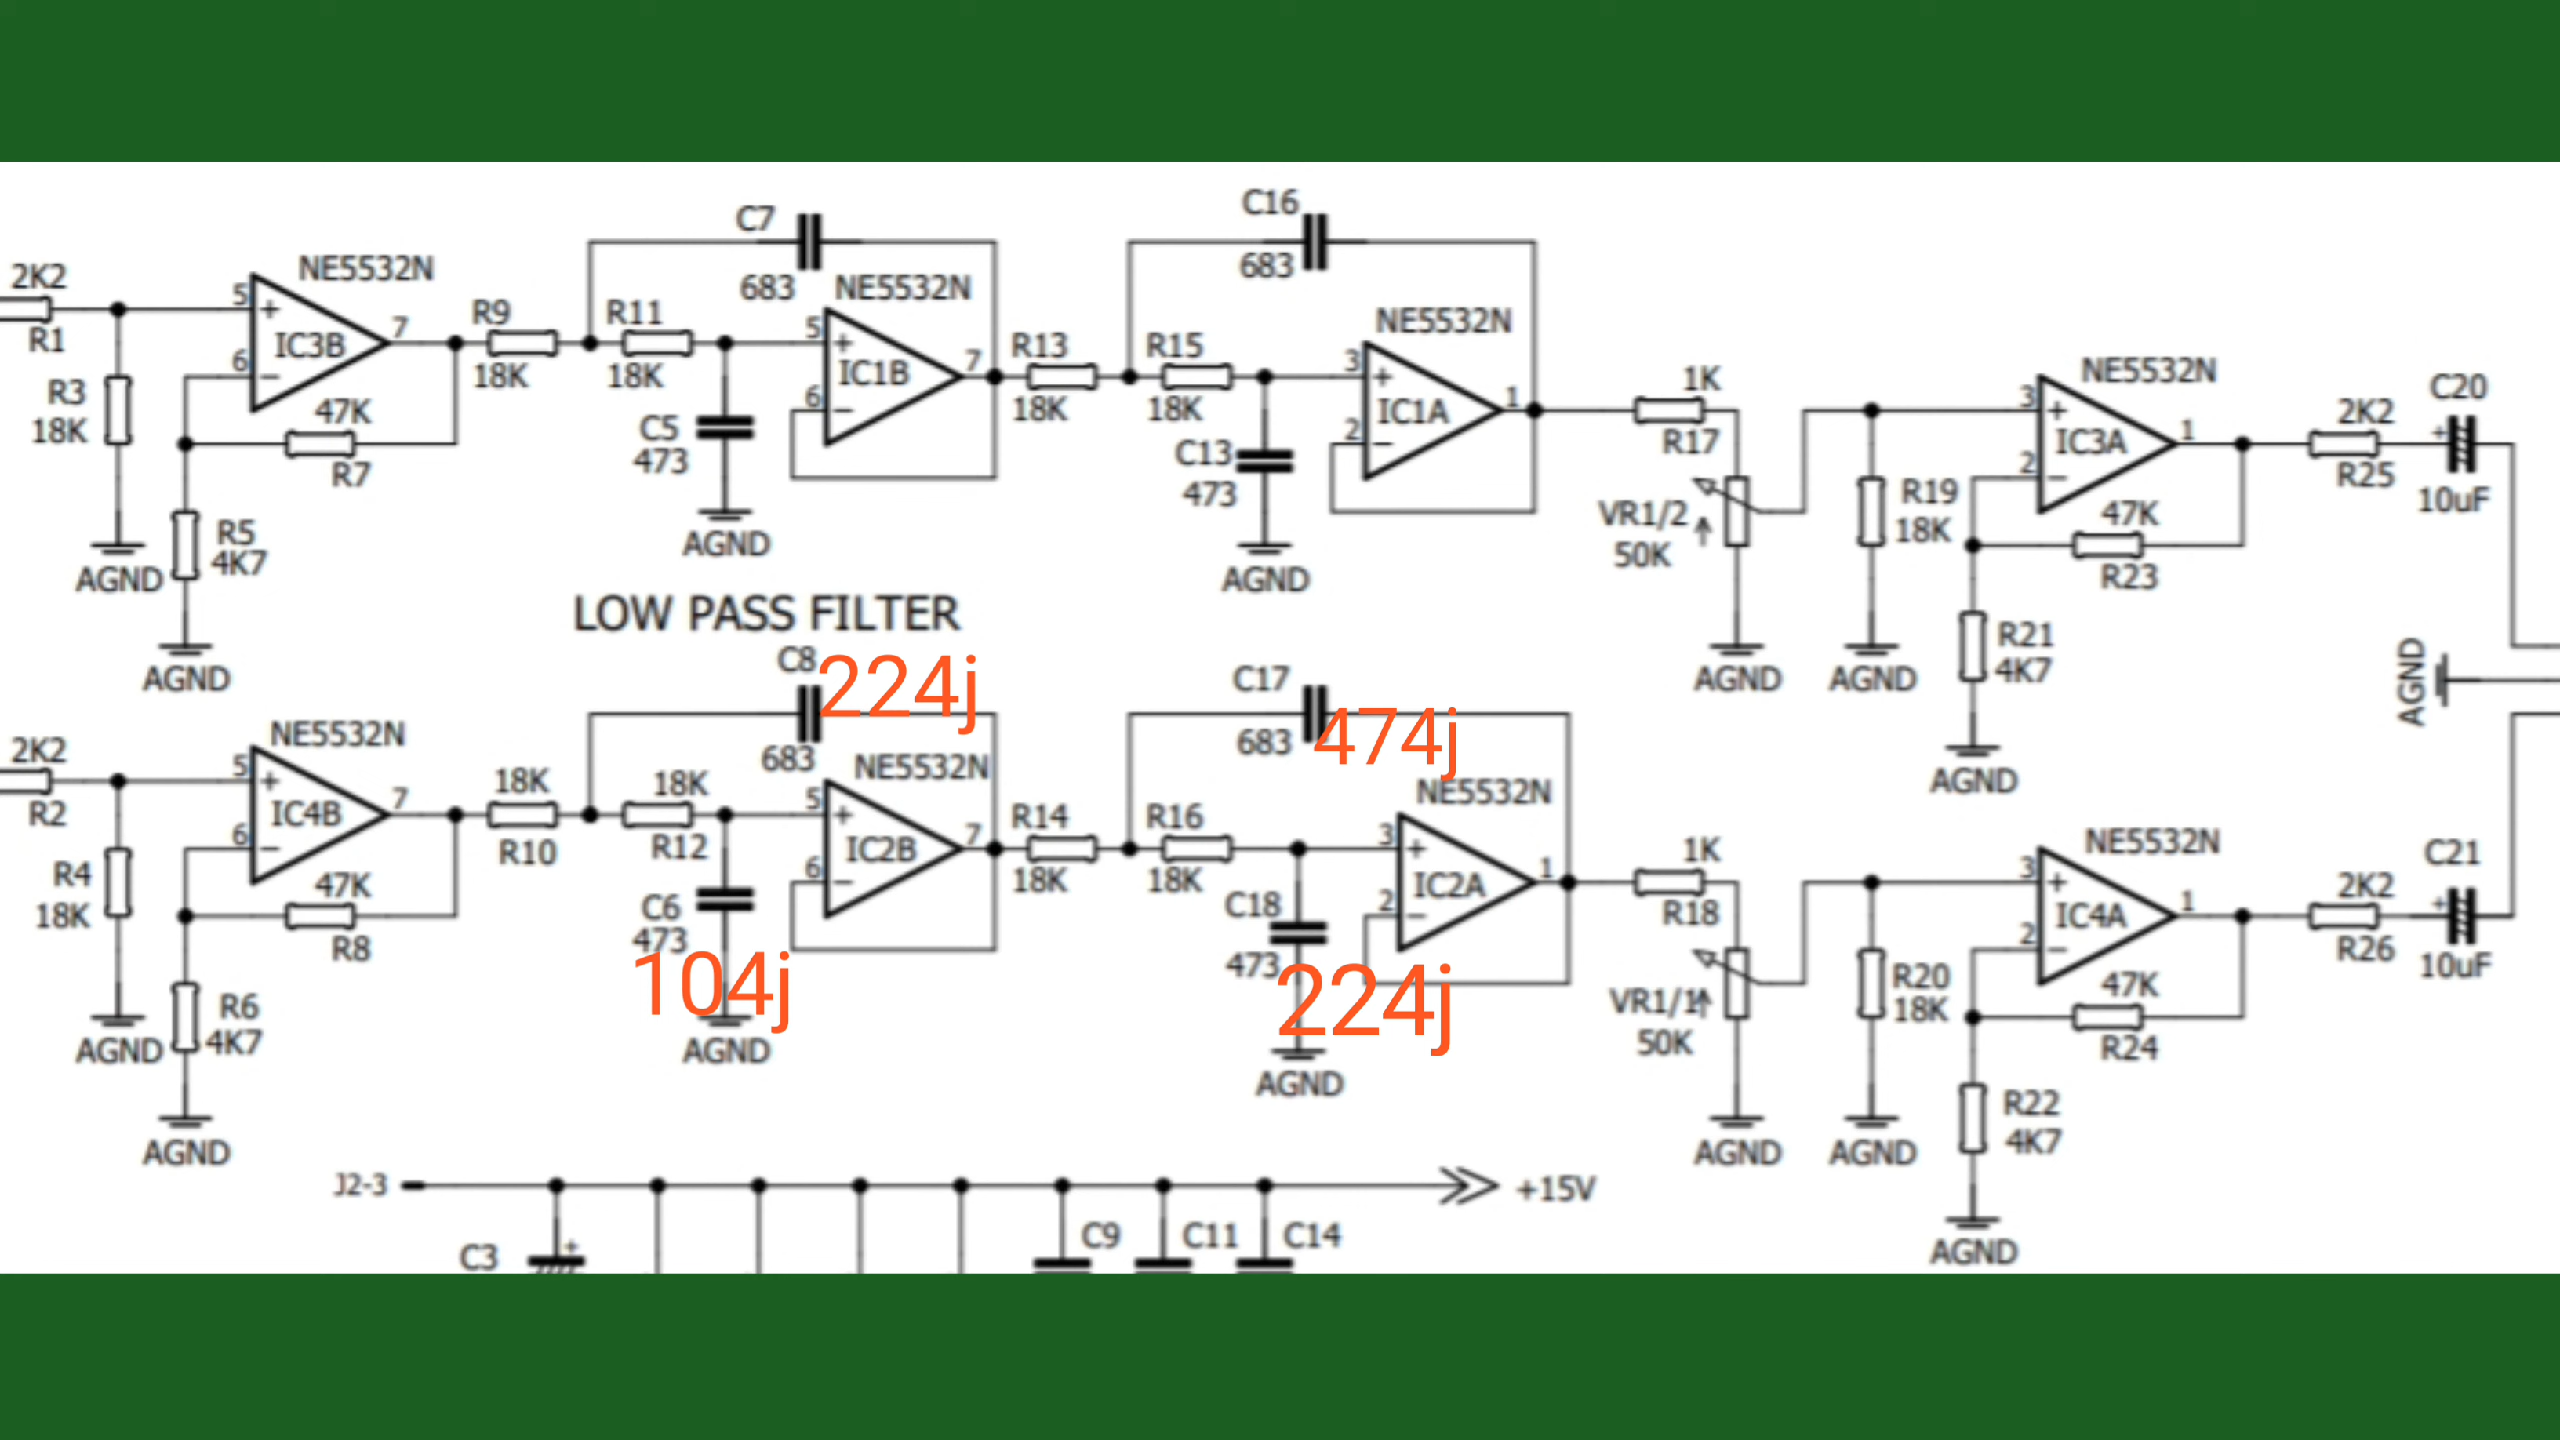 C7
683
C16
683
2K2
R1
R3
18K
AGND
NE5532N
5
+
6
−
IC3B
7
47K
R7
R5
4K7
AGND
R9
18K
R11
18K
C5
473
AGND
NE5532N
5
+
6
−
IC1B
7
R13
18K
R15
18K
C13
473
AGND
NE5532N
3
+
2
−
IC1A
1
1K
R17
VR1/2
50K
AGND
R19
18K
AGND
NE5532N
3
+
2
−
IC3A
1
47K
R23
R21
4K7
AGND
2K2
R25
C20
+
10uF
AGND
LOW PASS FILTER
C8
224j
683
C17
474j
683
2K2
R2
R4
18K
AGND
NE5532N
5
+
6
−
IC4B
7
47K
R8
R6
4K7
AGND
18K
R10
18K
R12
C6
473
104j
AGND
NE5532N
5
+
6
−
IC2B
7
R14
18K
R16
18K
C18
473
224j
AGND
NE5532N
3
+
2
−
IC2A
1
1K
R18
VR1/1
50K
AGND
R20
18K
AGND
NE5532N
3
+
2
−
IC4A
1
47K
R24
R22
4K7
AGND
2K2
R26
C21
+
10uF
J2-3
+15V
C3
+
C9
C11
C14